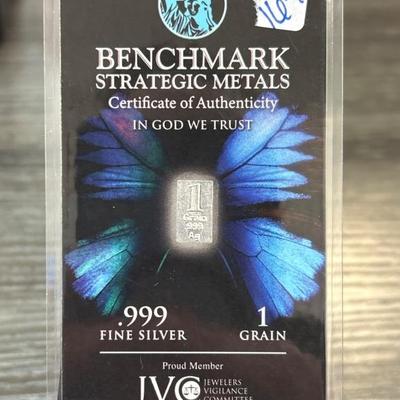 BENCHMARK
STRATEGIC METALS
Certificate of Authenticity
IN GOD WE TRUST
1
GRAIN
.999
Ag
.999
FINE SILVER
1
GRAIN
Proud Member
JVC
JEWELERS
VIGILANCE
COMMITTEE